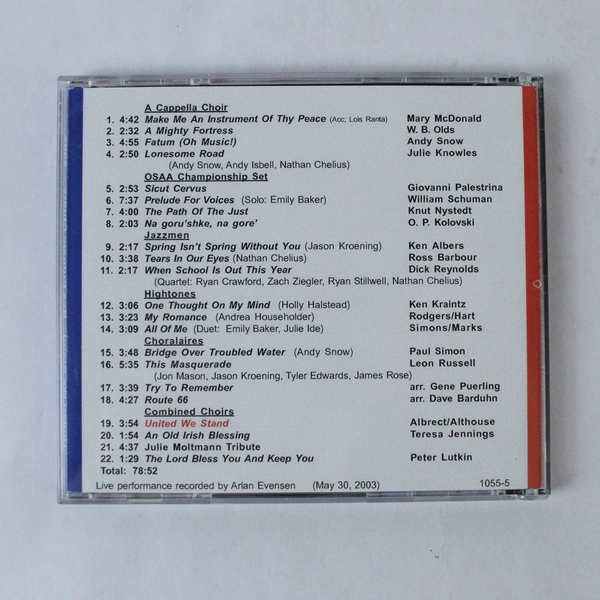 A Cappella Choir
1. 4:42 Make Me An Instrument Of Thy Peace (Acc; Lois Ranta) Mary McDonald
2. 2:32 A Mighty Fortress W. B. Olds
3. 4:55 Fatum (Oh Music!) Andy Snow
4. 2:50 Lonesome Road Julie Knowles
(Andy Snow, Andy Isbell, Nathan Chelius)
OSAA Championship Set
5. 2:53 Sicut Cervus Giovanni Palestrina
6. 7:37 Prelude For Voices (Solo: Emily Baker) William Schuman
7. 4:00 The Path Of The Just Knut Nystedt
8. 2:03 Na goru'shke, na gore' O. P. Kolovski
Jazzmen
9. 2:17 Spring Isn't Spring Without You (Jason Kroening) Ken Albers
10. 3:38 Tears In Our Eyes (Nathan Chelius) Ross Barbour
11. 2:17 When School Is Out This Year Dick Reynolds
(Quartet: Ryan Crawford, Zach Ziegler, Ryan Stillwell, Nathan Chelius)
Hightones
12. 3:06 One Thought On My Mind (Holly Halstead) Ken Kraintz
13. 3:23 My Romance (Andrea Householder) Rodgers/Hart
14. 3:09 All Of Me (Duet: Emily Baker, Julie Ide) Simons/Marks
Choralaires
15. 3:48 Bridge Over Troubled Water (Andy Snow) Paul Simon
16. 5:35 This Masquerade Leon Russell
(Jon Mason, Jason Kroening, Tyler Edwards, James Rose)
17. 3:39 Try To Remember arr. Gene Puerling
18. 4:27 Route 66 arr. Dave Barduhn
Combined Choirs
19. 3:54 United We Stand Albrect/Althouse
20. 1:54 An Old Irish Blessing Teresa Jennings
21. 4:37 Julie Moltmann Tribute
22. 1:29 The Lord Bless You And Keep You Peter Lutkin
Total: 78:52
Live performance recorded by Arlan Evensen (May 30, 2003) 1055-5